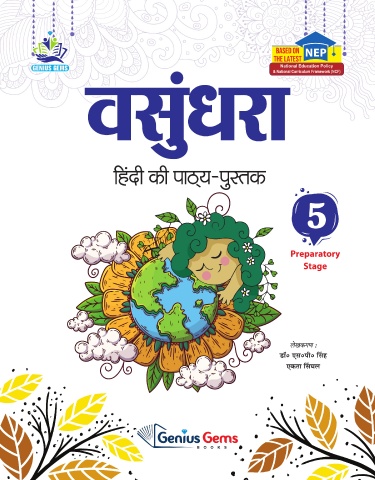 GENIUS GEMS
BASED ON
THE LATEST
NEP
National Education Policy
& National Curriculum Framework (NCF)
वसुंधरा
हिंदी की पाठ्य-पुस्तक
5
Preparatory
Stage
लेखकगण :
डॉ० एस०पी० सिंह
एकता सिंघल
Genius Gems
BOOKS